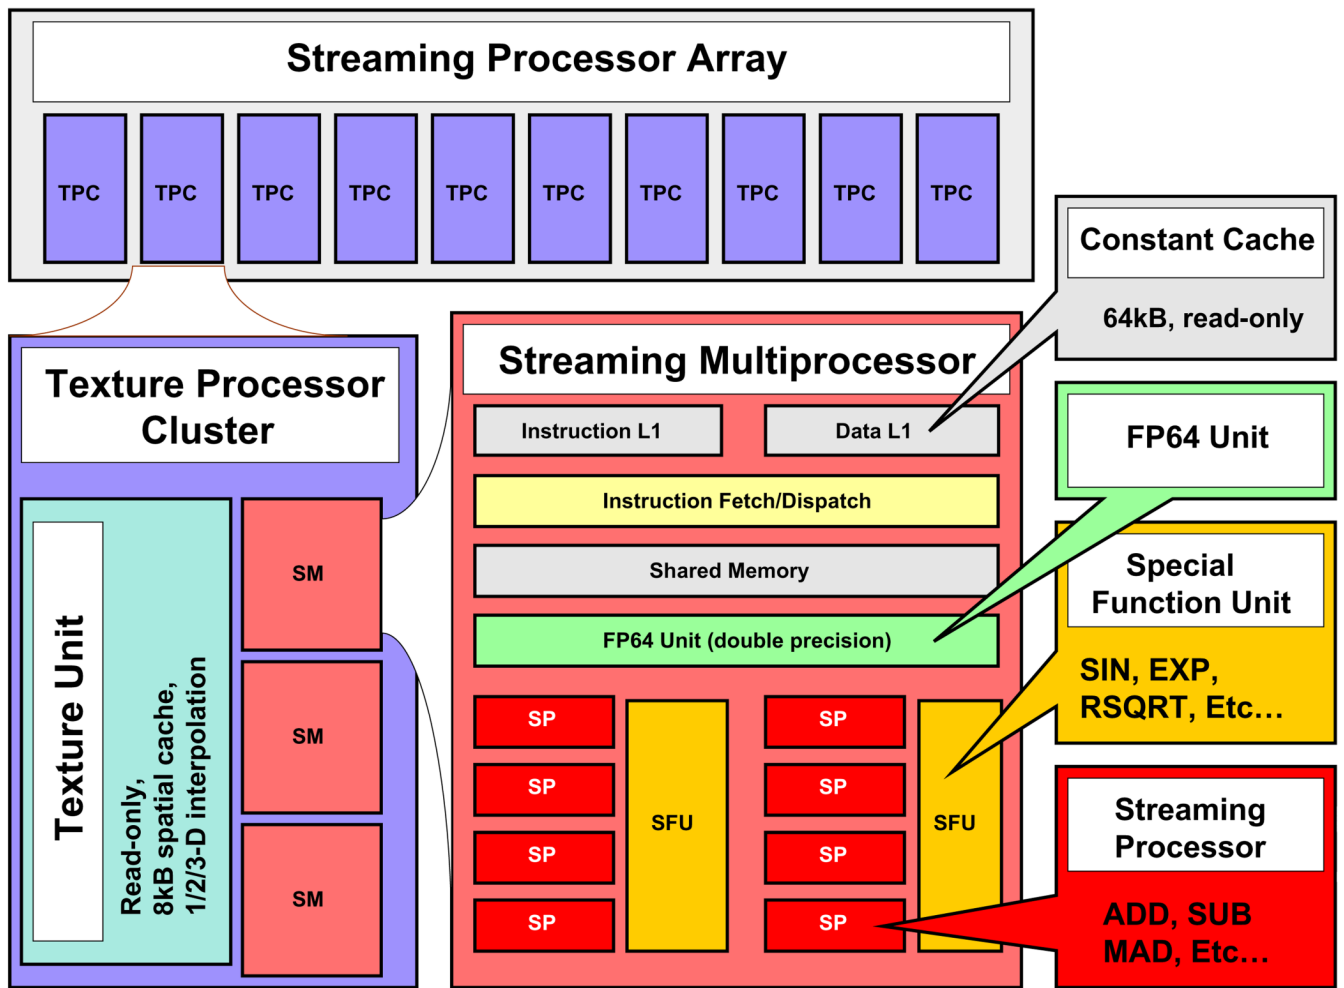 Streaming Processor Array
TPC
TPC
TPC
TPC
TPC
TPC
TPC
TPC
TPC
TPC
Texture Processor
Cluster
Texture Unit
Read-only,
8kB spatial cache,
1/2/3-D interpolation
SM
SM
SM
Streaming Multiprocessor
Instruction L1
Data L1
Instruction Fetch/Dispatch
Shared Memory
FP64 Unit (double precision)
SP
SP
SP
SP
SFU
SP
SP
SP
SP
SFU
Constant Cache
64kB, read-only
FP64 Unit
Special
Function Unit
SIN, EXP,
RSQRT, Etc…
Streaming
Processor
ADD, SUB
MAD, Etc…